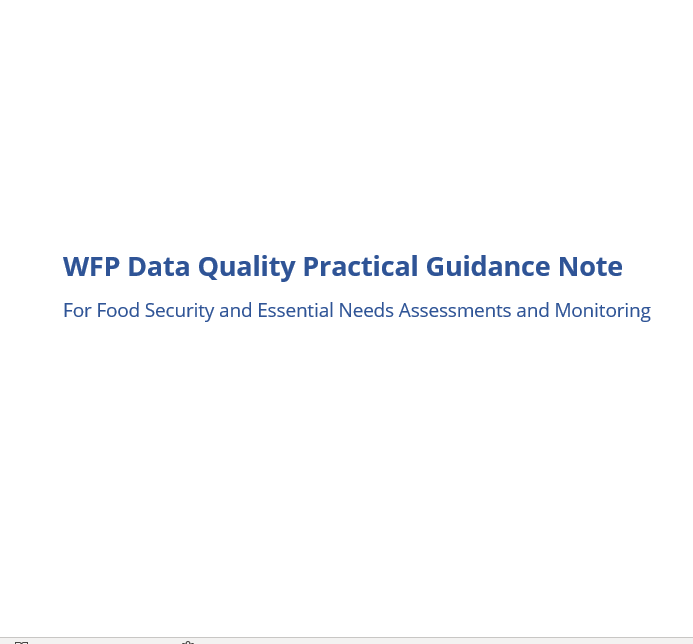 WFP Data Quality Practical Guidance Note
For Food Security and Essential Needs Assessments and Monitoring